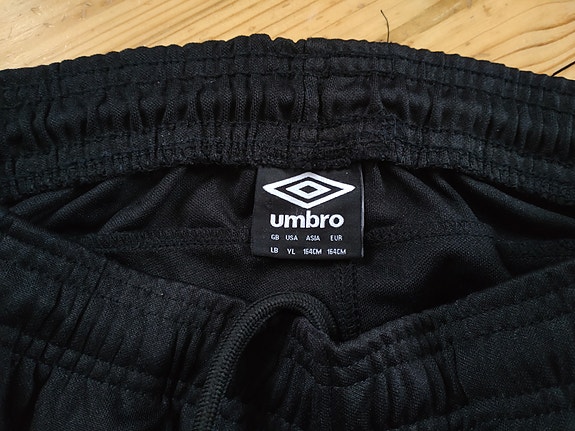 umbro
GB USA ASIA EUR
LB YL 164CM 164CM